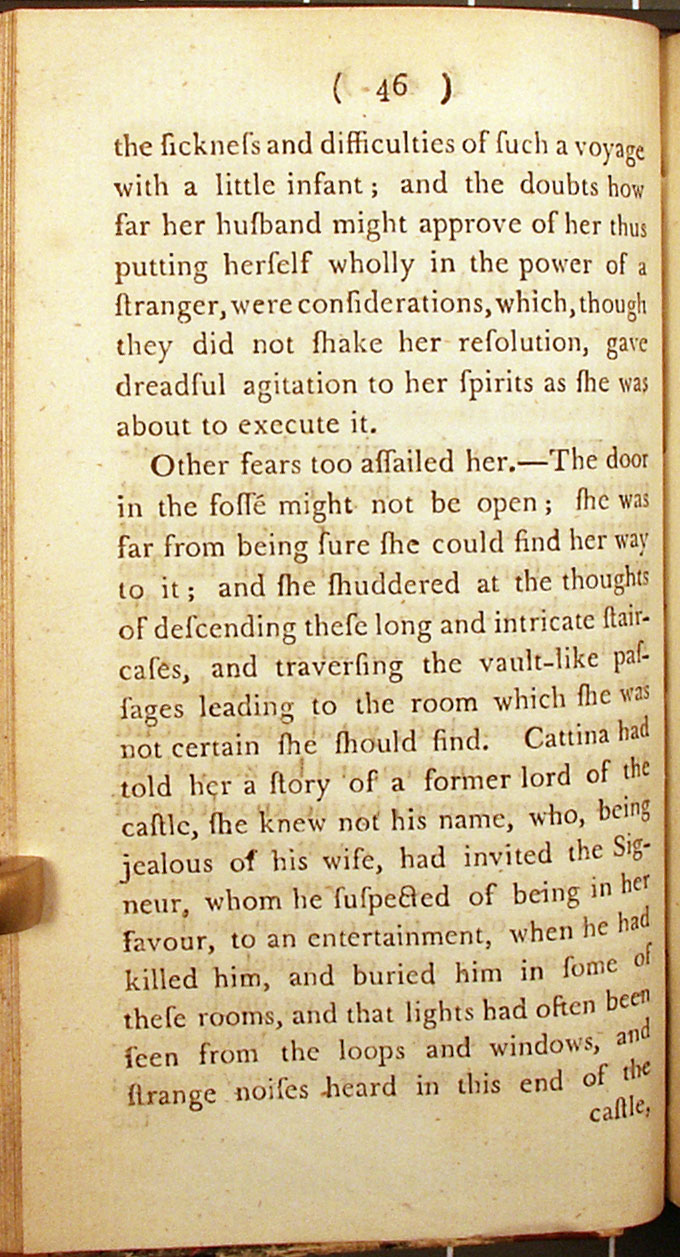 ( 46 )
the ſickneſs and difficulties of ſuch a voyage
with a little infant ; and the doubts how
far her huſband might approve of her thus
putting herſelf wholly in the power of a
ſtranger, were conſiderations, which, though
they did not ſhake her reſolution, gave
dreadful agitation to her ſpirits as ſhe was
about to execute it.
Other fears too aſſailed her.—The door
in the foſſé might not be open ; ſhe was
far from being ſure ſhe could find her way
to it ; and ſhe ſhuddered at the thoughts
of deſcending theſe long and intricate ſtair-
caſes, and traverſing the vault-like paſ-
ſages leading to the room which ſhe was
not certain ſhe ſhould find. Cattina had
told her a ſtory of a former lord of the
caſtle, ſhe knew not his name, who, being
jealous of his wife, had invited the Sig-
neur, whom he ſuſpected of being in her
favour, to an entertainment, when he had
killed him, and buried him in ſome of
theſe rooms, and that lights had often been
ſeen from the loops and windows, and
ſtrange noiſes heard in this end of the
caſtle,